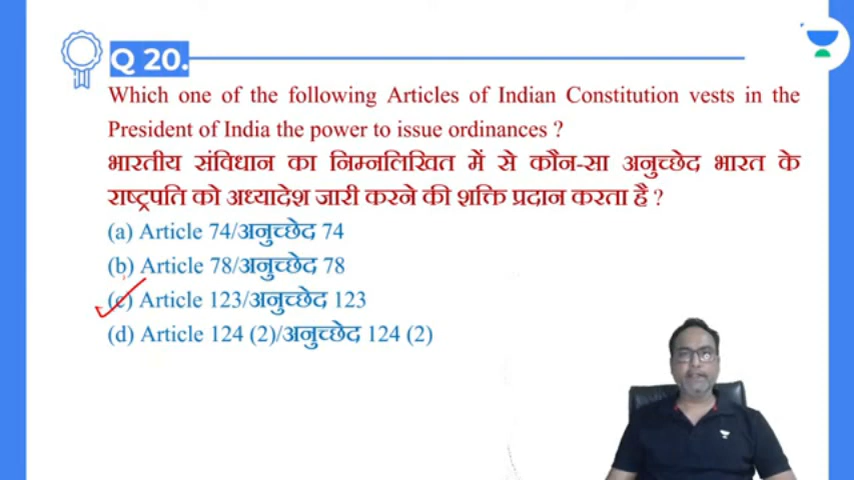 Q 20.
Which one of the following Articles of Indian Constitution vests in the
President of India the power to issue ordinances ?
भारतीय संविधान का निम्नलिखित में से कौन-सा अनुच्छेद भारत के
राष्ट्रपति को अध्यादेश जारी करने की शक्ति प्रदान करता है ?
(a) Article 74/अनुच्छेद 74
(b) Article 78/अनुच्छेद 78
(c) Article 123/अनुच्छेद 123
(d) Article 124 (2)/अनुच्छेद 124 (2)